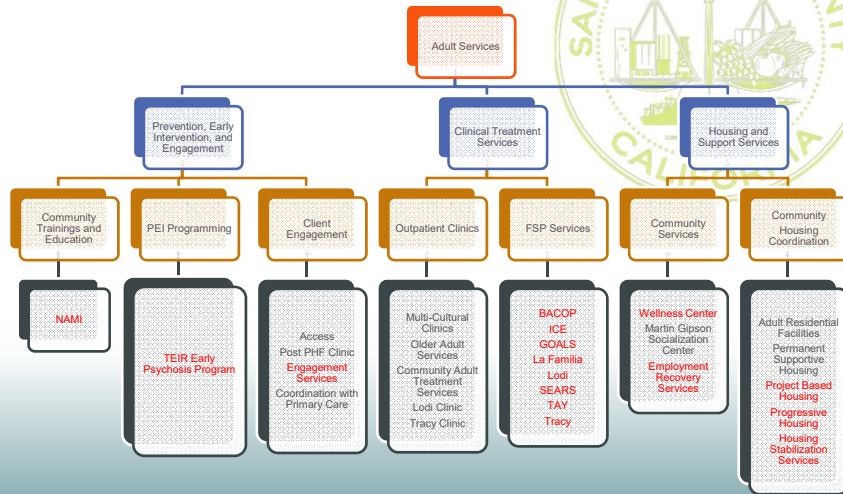 SAN
UNITY
CALIFORNIA
Adult Services
Prevention, Early
Intervention, and
Engagement
Clinical Treatment
Services
Housing and
Support Services
Community
Trainings and
Education
PEI Programming
Client
Engagement
Outpatient Clinics
FSP Services
Community
Services
Community
Housing
Coordination
NAMI
TEIR Early
Psychosis Program
Access
Post PHF Clinic
Engagement
Services
Coordination with
Primary Care
Multi-Cultural
Clinics
Older Adult
Services
Community Adult
Treatment
Services
Lodi Clinic
Tracy Clinic
BACOP
ICE
GOALS
La Familia
Lodi
SEARS
TAY
Tracy
Wellness Center
Martin Gipson
Socialization
Center
Employment
Recovery
Services
Adult Residential
Facilities
Permanent
Supportive
Housing
Project Based
Housing
Progressive
Housing
Housing
Stabilization
Services